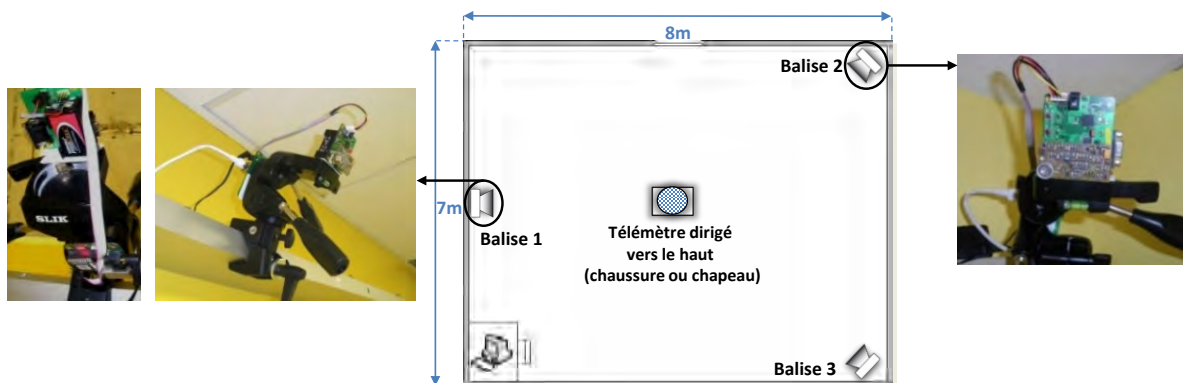 8m
Balise 2
SLIK
7m
Balise 1
Télémètre dirigé
vers le haut
(chaussure ou chapeau)
Balise 3